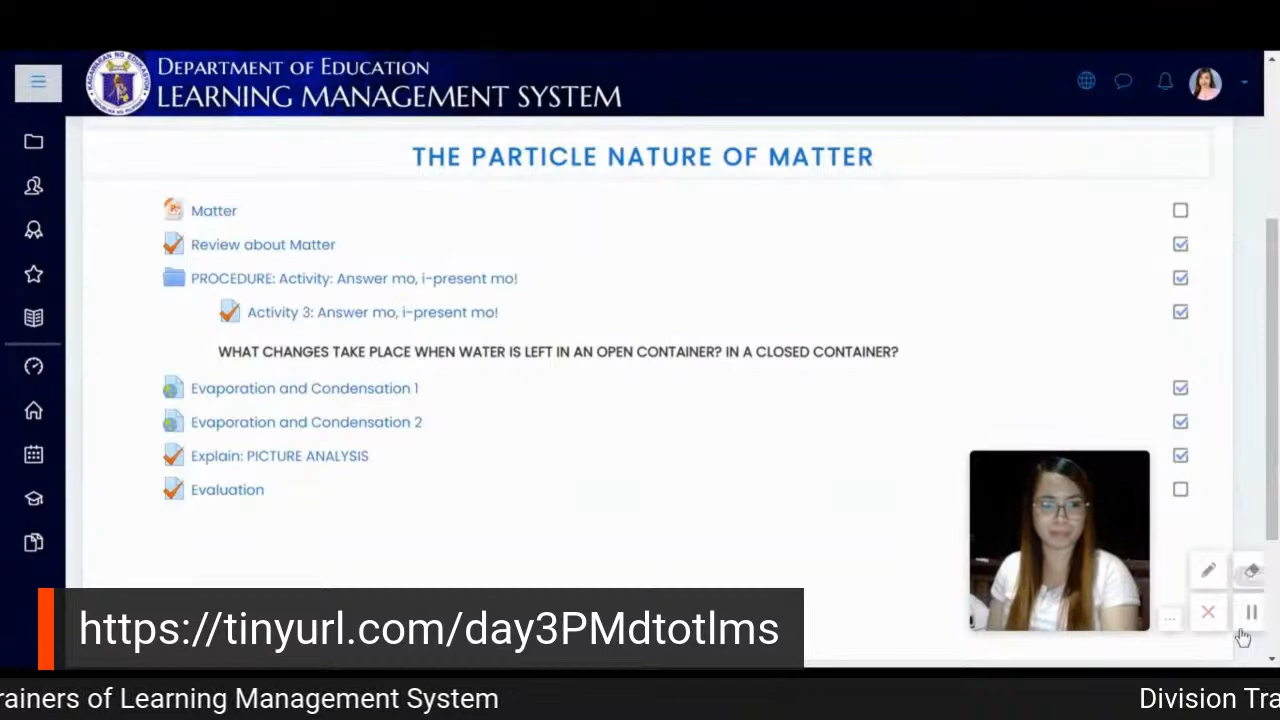 DEPARTMENT OF EDUCATION
LEARNING MANAGEMENT SYSTEM
THE PARTICLE NATURE OF MATTER
Matter
Review about Matter
PROCEDURE: Activity: Answer mo, i-present mo!
Activity 3: Answer mo, i-present mo!
WHAT CHANGES TAKE PLACE WHEN WATER IS LEFT IN AN OPEN CONTAINER? IN A CLOSED CONTAINER?
Evaporation and Condensation 1
Evaporation and Condensation 2
Explain: PICTURE ANALYSIS
Evaluation
https://tinyurl.com/day3PMdtotlms
rainers of Learning Management System
Division Tra